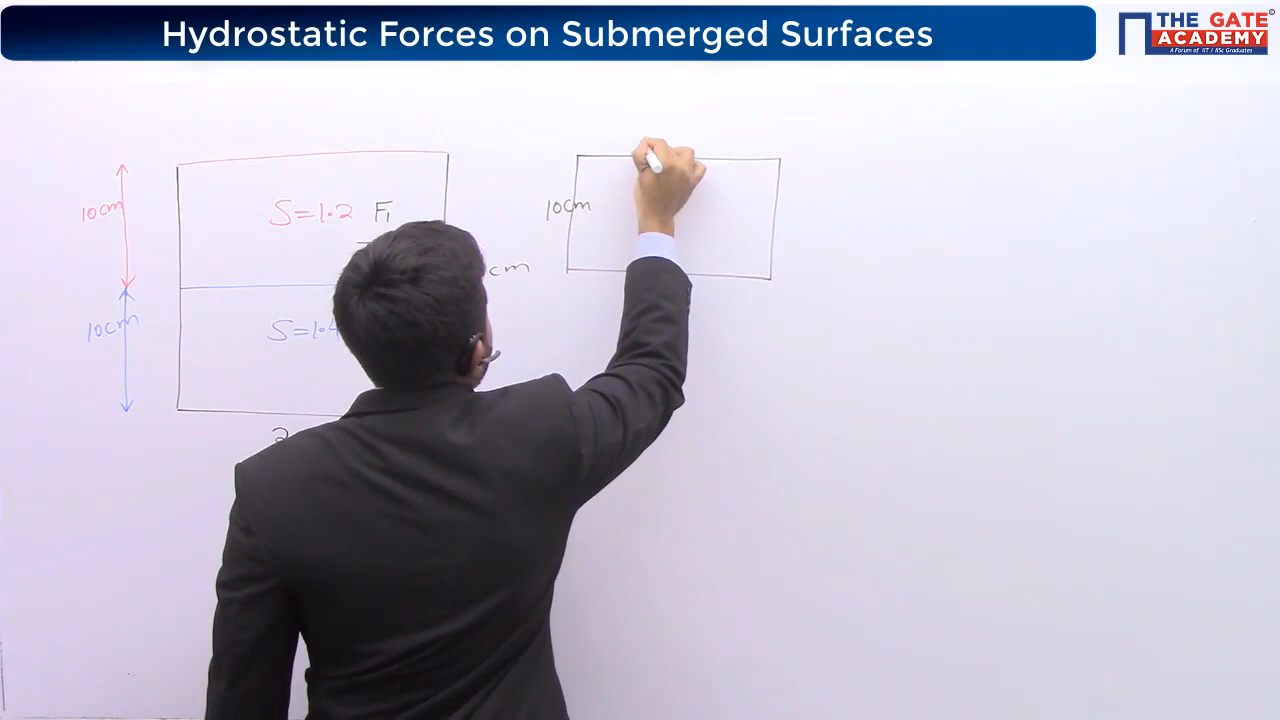 Hydrostatic Forces on Submerged Surfaces
THE GATE ACADEMY
A Forum of IIT / IISc Graduates
10cm
S=1.2 F₁
cm
10cm
10cm
S=1.4
2